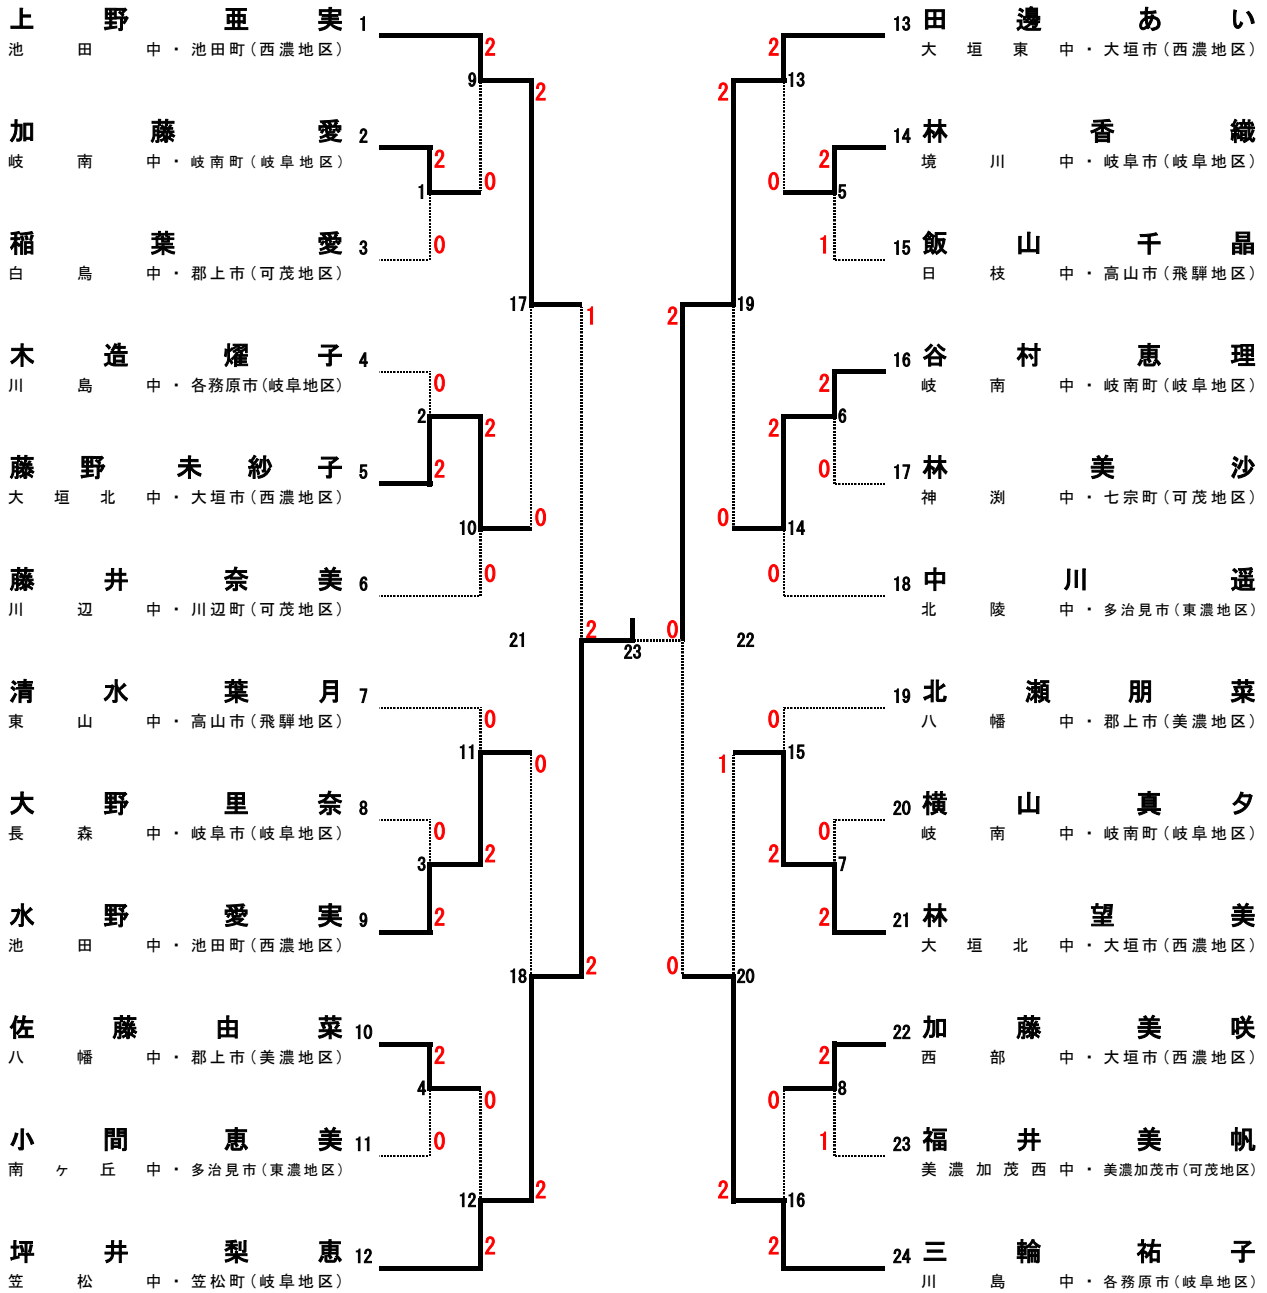 上野亜実 1
池田中・池田町(西濃地区)
加藤愛 2
岐南中・岐南町(岐阜地区)
稲葉愛 3
白鳥中・郡上市(可茂地区)
木造燿子 4
川島中・各務原市(岐阜地区)
藤野未紗子 5
大垣北中・大垣市(西濃地区)
藤井奈美 6
川辺中・川辺町(可茂地区)
清水葉月 7
東山中・高山市(飛騨地区)
大野里奈 8
長森中・岐阜市(岐阜地区)
水野愛実 9
池田中・池田町(西濃地区)
佐藤由菜 10
八幡中・郡上市(美濃地区)
小間恵美 11
南ヶ丘中・多治見市(東濃地区)
坪井梨恵 12
笠松中・笠松町(岐阜地区)
2
9
2
2
1
0
0
17
1
0
2
2
2
10
0
0
21
2
23
0
11
0
0
3
2
2
18
2
2
4
0
0
12
2
2
13 田邊あい
大垣東中・大垣市(西濃地区)
14 林香織
境川中・岐阜市(岐阜地区)
15 飯山千晶
日枝中・高山市(飛騨地区)
16 谷村恵理
岐南中・岐南町(岐阜地区)
17 林美沙
神渕中・七宗町(可茂地区)
18 中川遥
北陵中・多治見市(東濃地区)
19 北瀬朋菜
八幡中・郡上市(美濃地区)
20 横山真夕
岐南中・岐南町(岐阜地区)
21 林望美
大垣北中・大垣市(西濃地区)
22 加藤美咲
西部中・大垣市(西濃地区)
23 福井美帆
美濃加茂西中・美濃加茂市(可茂地区)
24 三輪祐子
川島中・各務原市(岐阜地区)
2
13
2
2
0
5
1
19
2
2
6
2
0
0
14
0
0
22
0
15
1
0
2
7
2
0
20
2
0
8
1
2
16
2